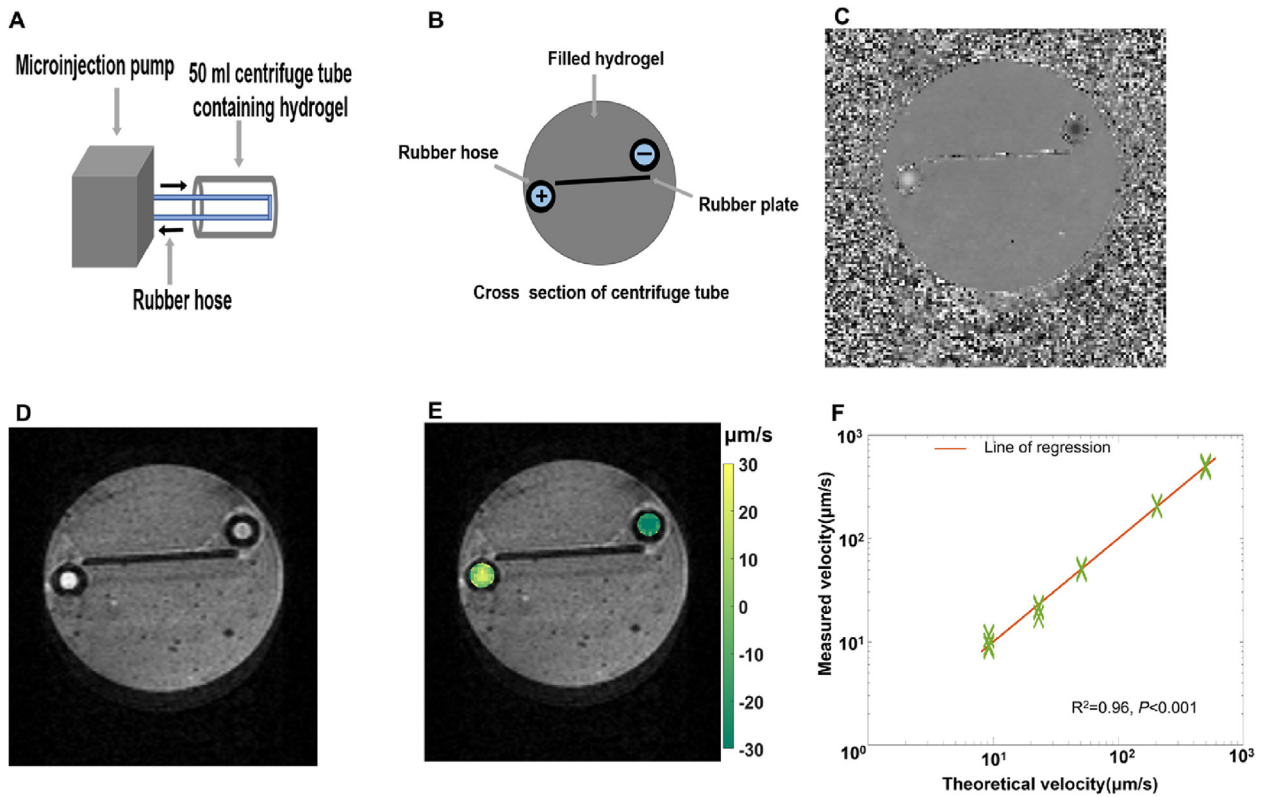 A
Microinjection pump
50 ml centrifuge tube
containing hydrogel
Rubber hose
B
Filled hydrogel
Rubber hose
−
+
Rubber plate
Cross section of centrifuge tube
C
D
E
µm/s
30
20
10
0
-10
-20
-30
F
10³
10²
10¹
10⁰
Measured velocity(µm/s)
Line of regression
R²=0.96, P<0.001
10¹
10²
10³
Theoretical velocity(µm/s)